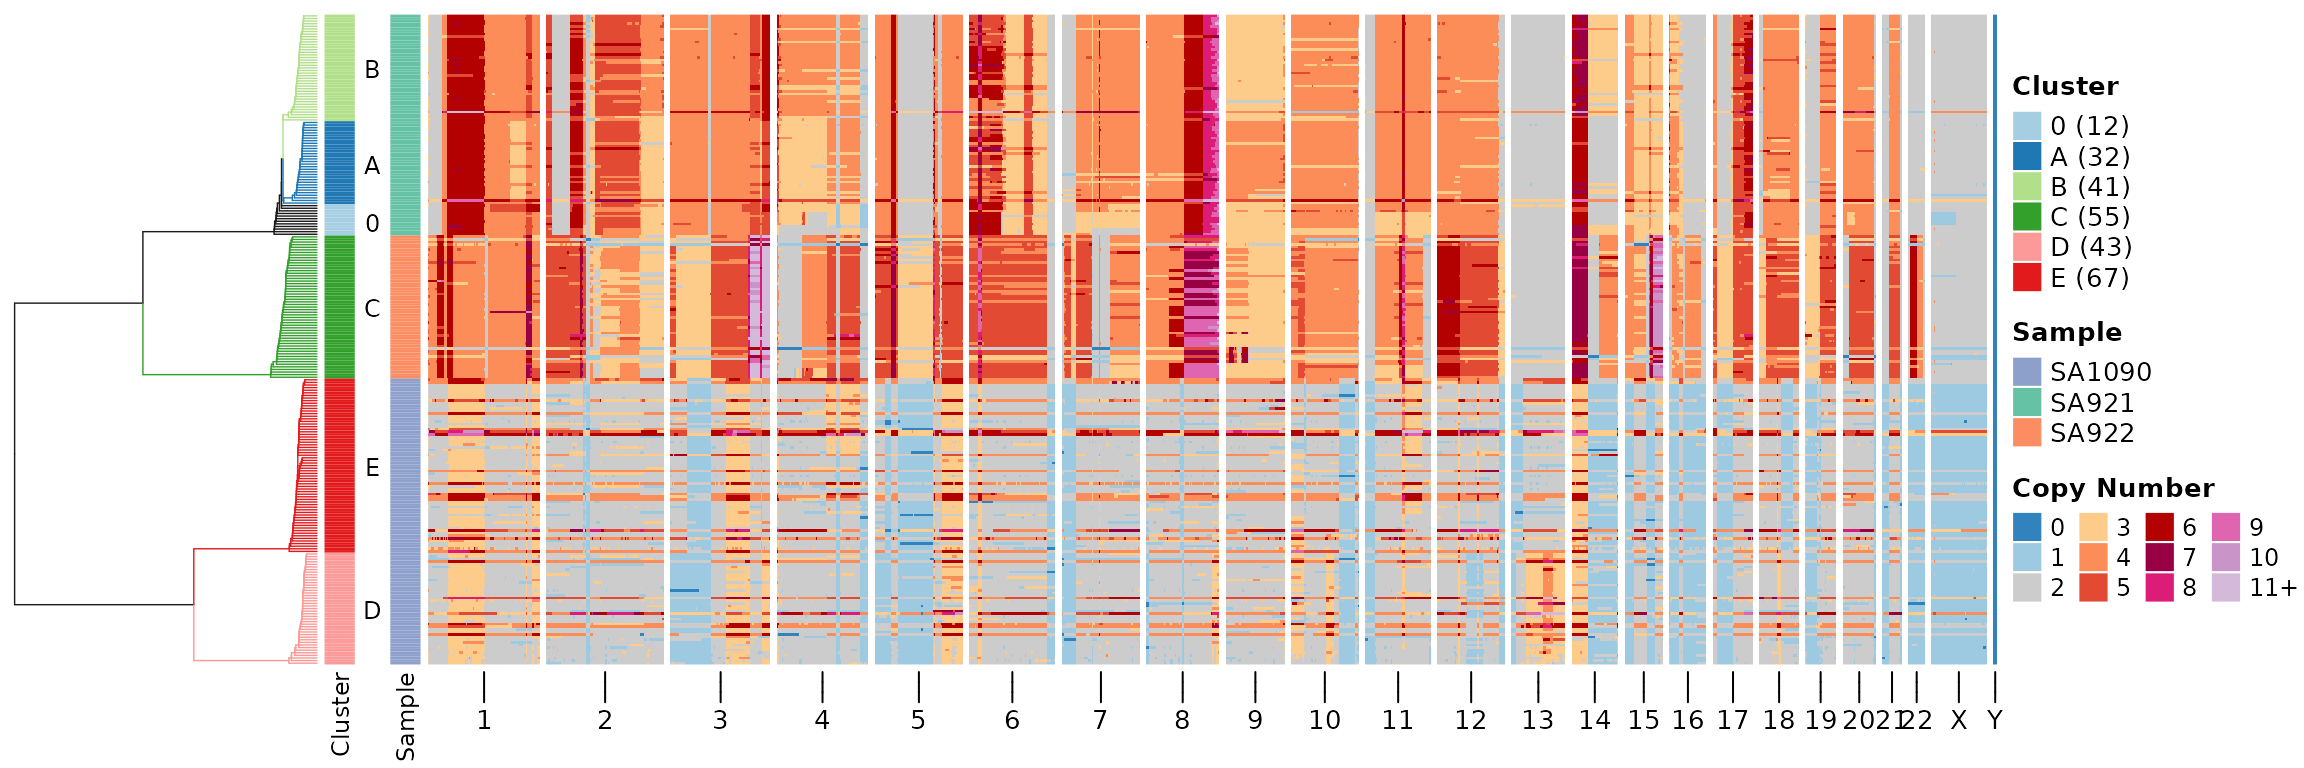 B
A
0
C
E
D
Cluster
Sample
1
2
3
4
5
6
7
8
9
10
11
12
13
14
15
16
17
18
19
20
21
22
X
Y
Cluster
0 (12)
A (32)
B (41)
C (55)
D (43)
E (67)
Sample
SA1090
SA921
SA922
Copy Number
0 3 6 9
1 4 7 10
2 5 8 11+